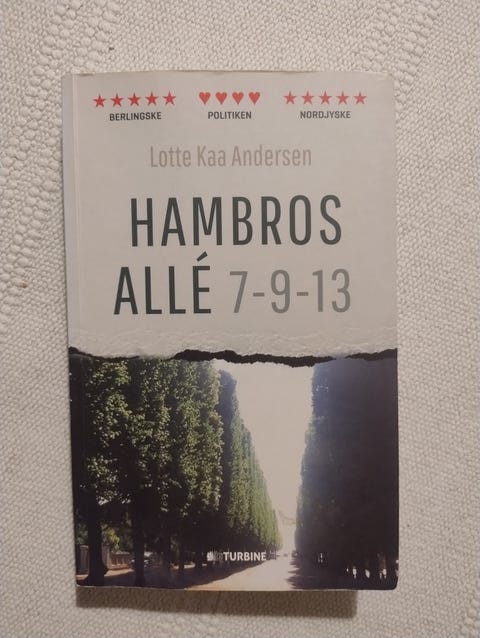 ★★★★★ ♥♥♥♥ ★★★★★
BERLINGSKE POLITIKEN NORDJYSKE
Lotte Kaa Andersen
HAMBROS
ALLÉ 7-9-13
TURBINE